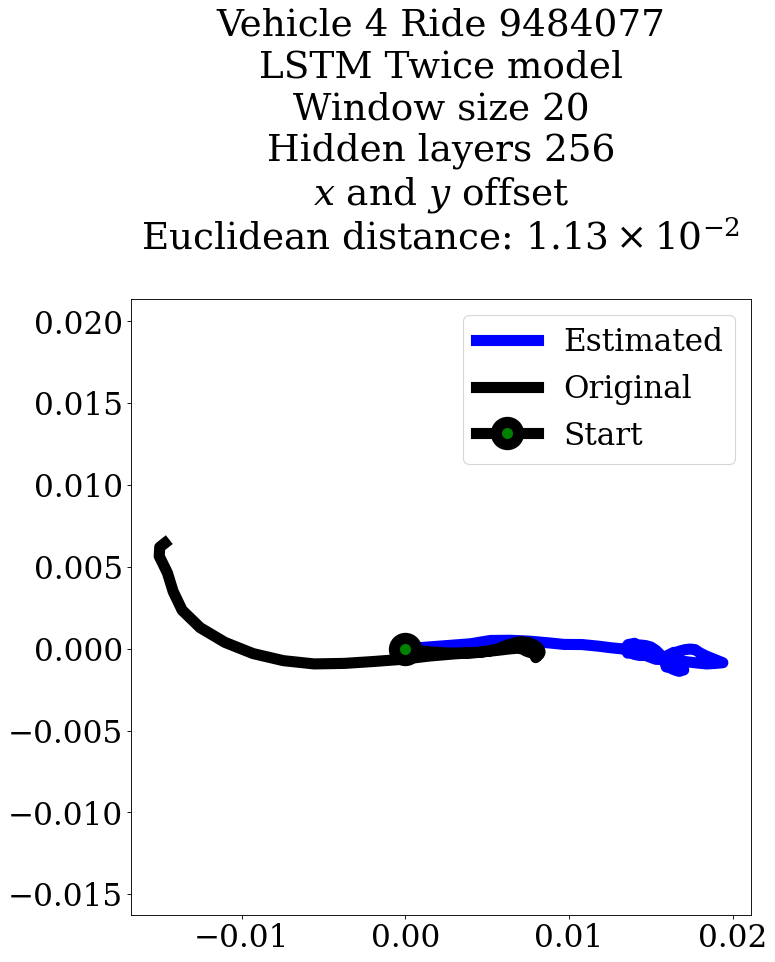 Vehicle 4 Ride 9484077
LSTM Twice model
Window size 20
Hidden layers 256
x and y offset
Euclidean distance: 1.13 × 10⁻²
Estimated
Original
Start
0.020
0.015
0.010
0.005
0.000
−0.005
−0.010
−0.015
−0.01 0.00 0.01 0.02